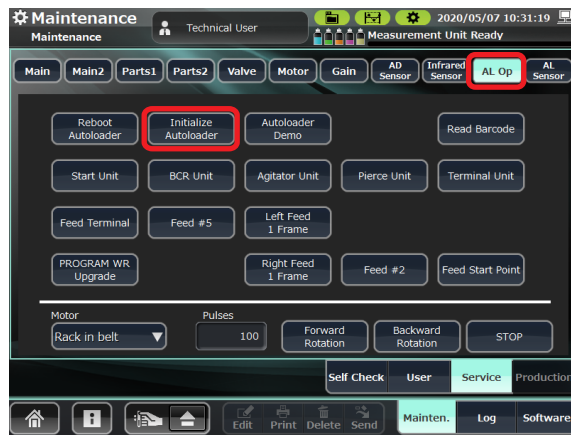 Maintenance
Technical User
2020/05/07 10:31:19
Maintenance
Measurement Unit Ready
Main
Main2
Parts1
Parts2
Valve
Motor
Gain
AD
Sensor
Infrared
Sensor
AL Op
AL
Sensor
Reboot
Autoloader
Initialize
Autoloader
Autoloader
Demo
Read Barcode
Start Unit
BCR Unit
Agitator Unit
Pierce Unit
Terminal Unit
Feed Terminal
Feed #5
Left Feed
1 Frame
PROGRAM WR
Upgrade
Right Feed
1 Frame
Feed #2
Feed Start Point
Motor
Pulses
Rack in belt
100
Forward
Rotation
Backward
Rotation
STOP
Self Check
User
Service
Production
Edit
Print
Delete
Send
Mainten.
Log
Software